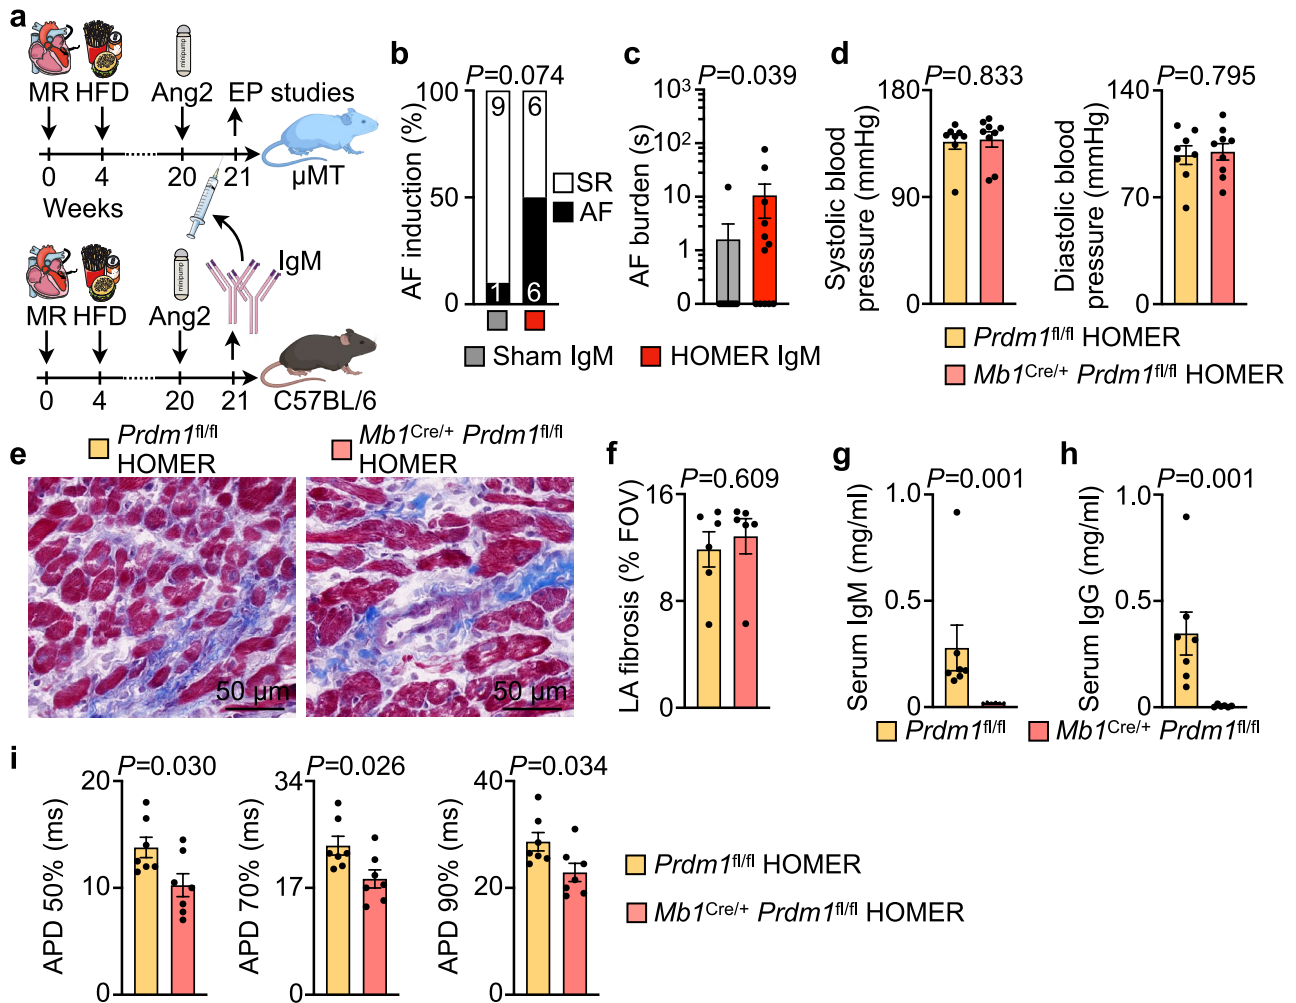 a
MR HFD Ang2 EP studies
minipump
0 4 20 21 µMT
Weeks
IgM
minipump
MR HFD Ang2
0 4 20 21 C57BL/6
b
P=0.074
AF induction (%)
100
50
0
9 6
1 6
SR
AF
c
P=0.039
AF burden (s)
10³
10²
10
1
0
Sham IgM HOMER IgM
d
P=0.833
Systolic blood
pressure (mmHg)
180
90
0
P=0.795
Diastolic blood
pressure (mmHg)
140
70
0
Prdm1fl/fl HOMER
Mb1Cre/+ Prdm1fl/fl HOMER
e
Prdm1fl/fl
HOMER
Mb1Cre/+ Prdm1fl/fl
HOMER
50 µm
50 µm
f
P=0.609
LA fibrosis (% FOV)
16
8
0
g
P=0.001
Serum IgM (mg/ml)
1.0
0.5
0
h
P=0.001
Serum IgG (mg/ml)
1.0
0.5
0
Prdm1fl/fl Mb1Cre/+ Prdm1fl/fl
i
P=0.030
APD 50% (ms)
20
10
0
P=0.026
APD 70% (ms)
34
17
0
P=0.034
APD 90% (ms)
40
20
0
Prdm1fl/fl HOMER
Mb1Cre/+ Prdm1fl/fl HOMER